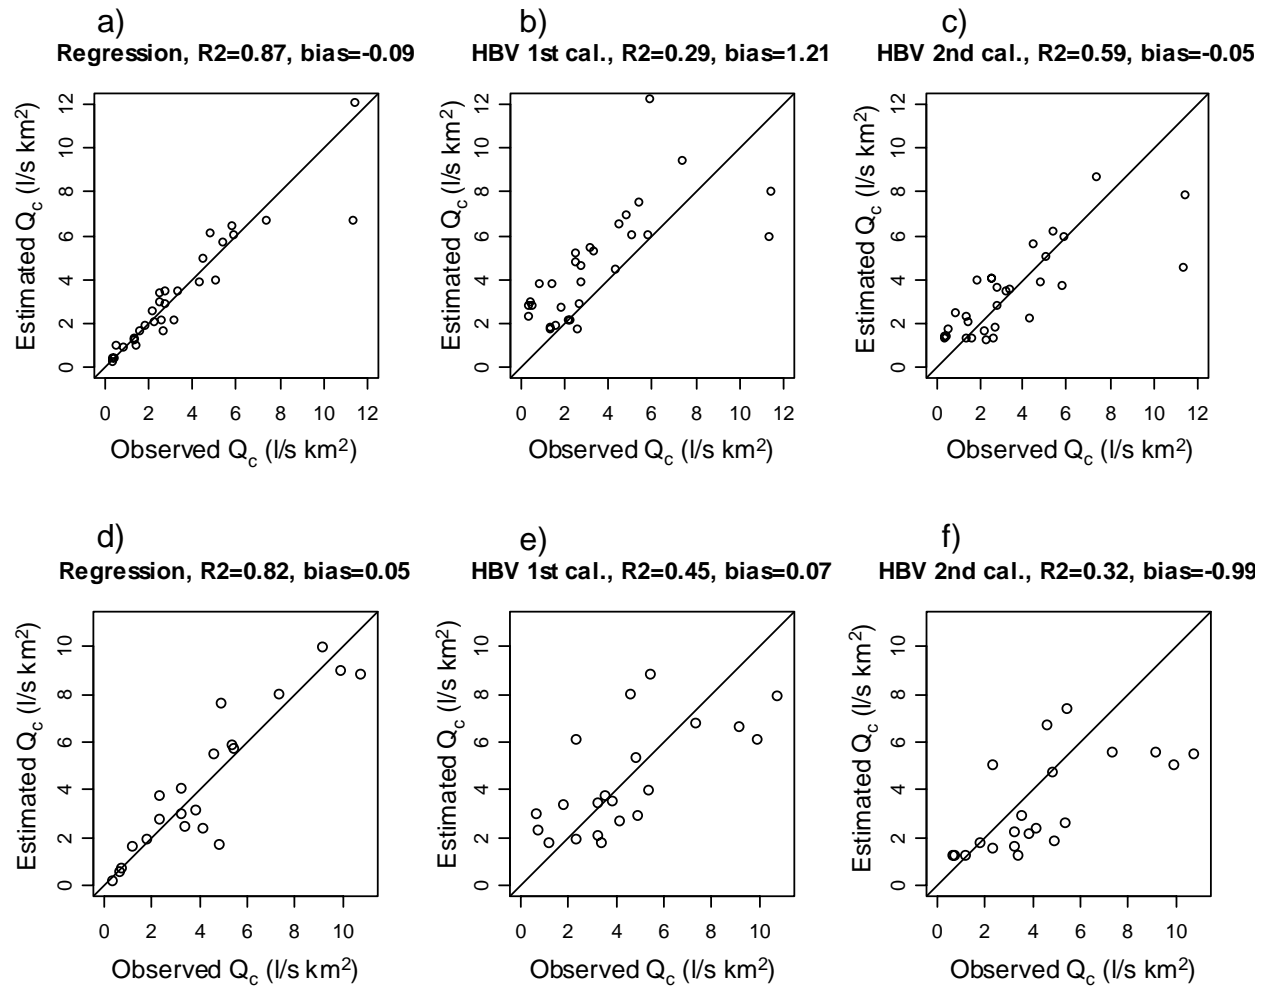 a)
Regression, R2=0.87, bias=-0.09
Estimated Qc (l/s km2)
12
10
8
6
4
2
0
0 2 4 6 8 10 12
Observed Qc (l/s km2)
b)
HBV 1st cal., R2=0.29, bias=1.21
Estimated Qc (l/s km2)
12
10
8
6
4
2
0
0 2 4 6 8 10 12
Observed Qc (l/s km2)
c)
HBV 2nd cal., R2=0.59, bias=-0.05
Estimated Qc (l/s km2)
12
10
8
6
4
2
0
0 2 4 6 8 10 12
Observed Qc (l/s km2)
d)
Regression, R2=0.82, bias=0.05
Estimated Qc (l/s km2)
10
8
6
4
2
0
0 2 4 6 8 10
Observed Qc (l/s km2)
e)
HBV 1st cal., R2=0.45, bias=0.07
Estimated Qc (l/s km2)
10
8
6
4
2
0
0 2 4 6 8 10
Observed Qc (l/s km2)
f)
HBV 2nd cal., R2=0.32, bias=-0.99
Estimated Qc (l/s km2)
10
8
6
4
2
0
0 2 4 6 8 10
Observed Qc (l/s km2)